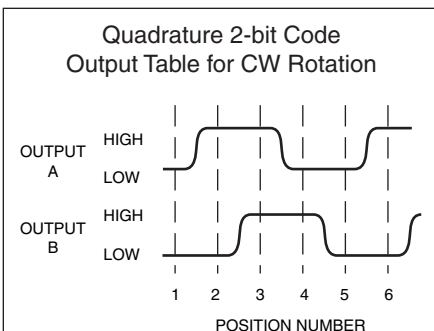 Quadrature 2-bit Code
Output Table for CW Rotation
OUTPUT
A
HIGH
LOW
OUTPUT
B
HIGH
LOW
1 2 3 4 5 6
POSITION NUMBER